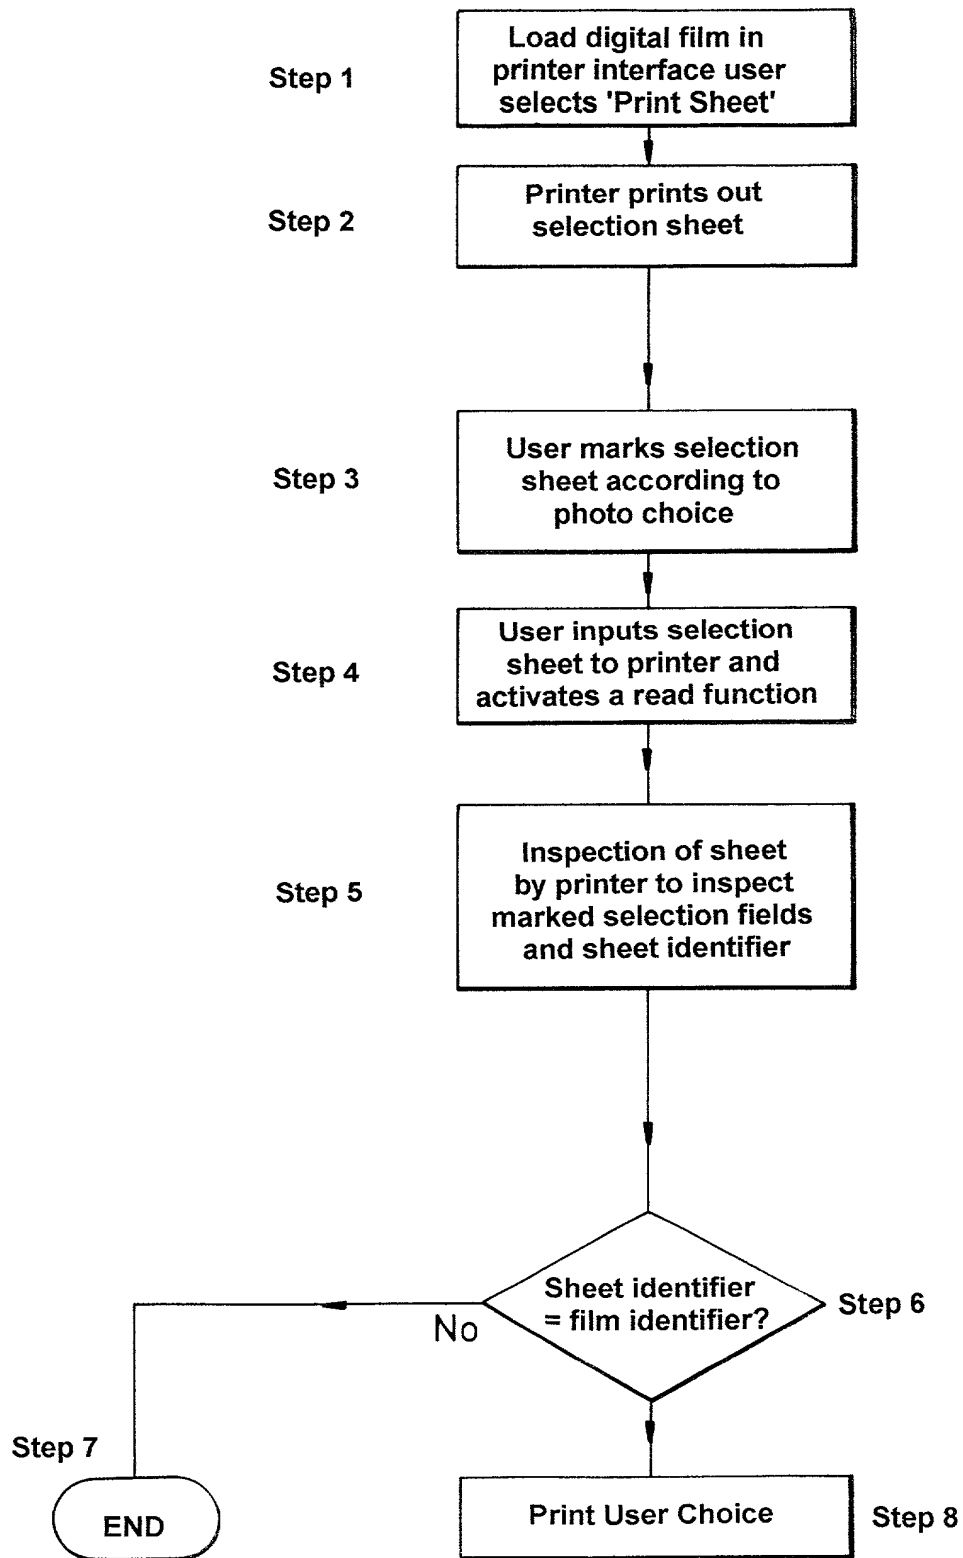 Load digital film in
printer interface user
selects 'Print Sheet'
Step 1
Printer prints out
selection sheet
Step 2
User marks selection
sheet according to
photo choice
Step 3
User inputs selection
sheet to printer and
activates a read function
Step 4
Inspection of sheet
by printer to inspect
marked selection fields
and sheet identifier
Step 5
Sheet identifier
= film identifier?
Step 6
No
Step 7
END
Print User Choice
Step 8